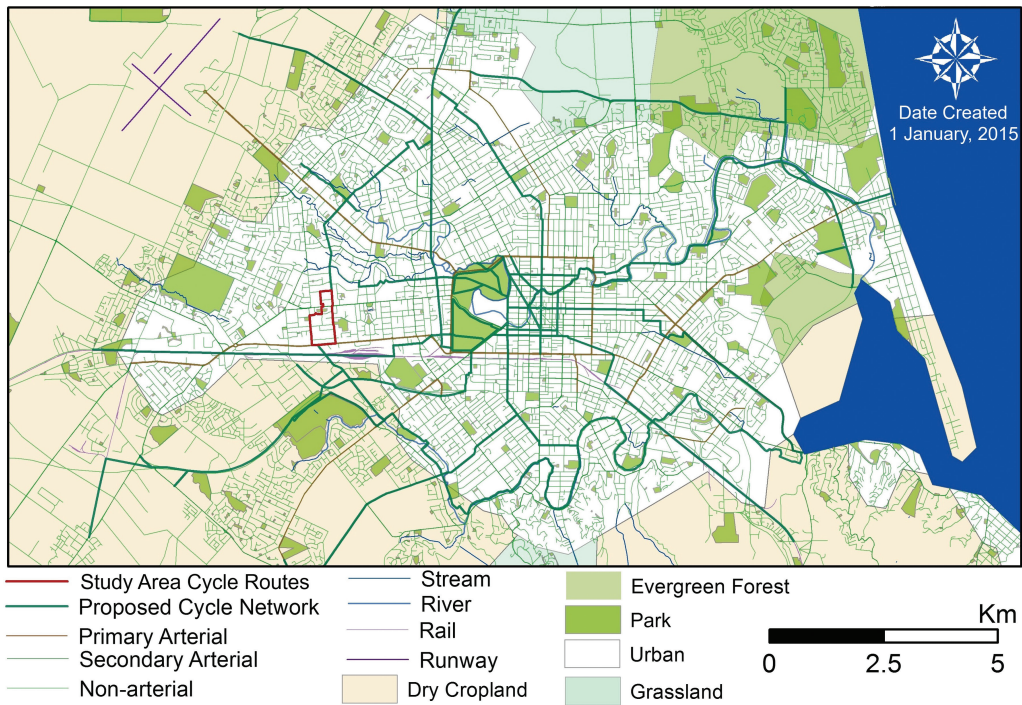 Date Created
1 January, 2015
Study Area Cycle Routes
Proposed Cycle Network
Primary Arterial
Secondary Arterial
Non-arterial
Stream
River
Rail
Runway
Dry Cropland
Evergreen Forest
Park
Urban
Grassland
Km
0 2.5 5